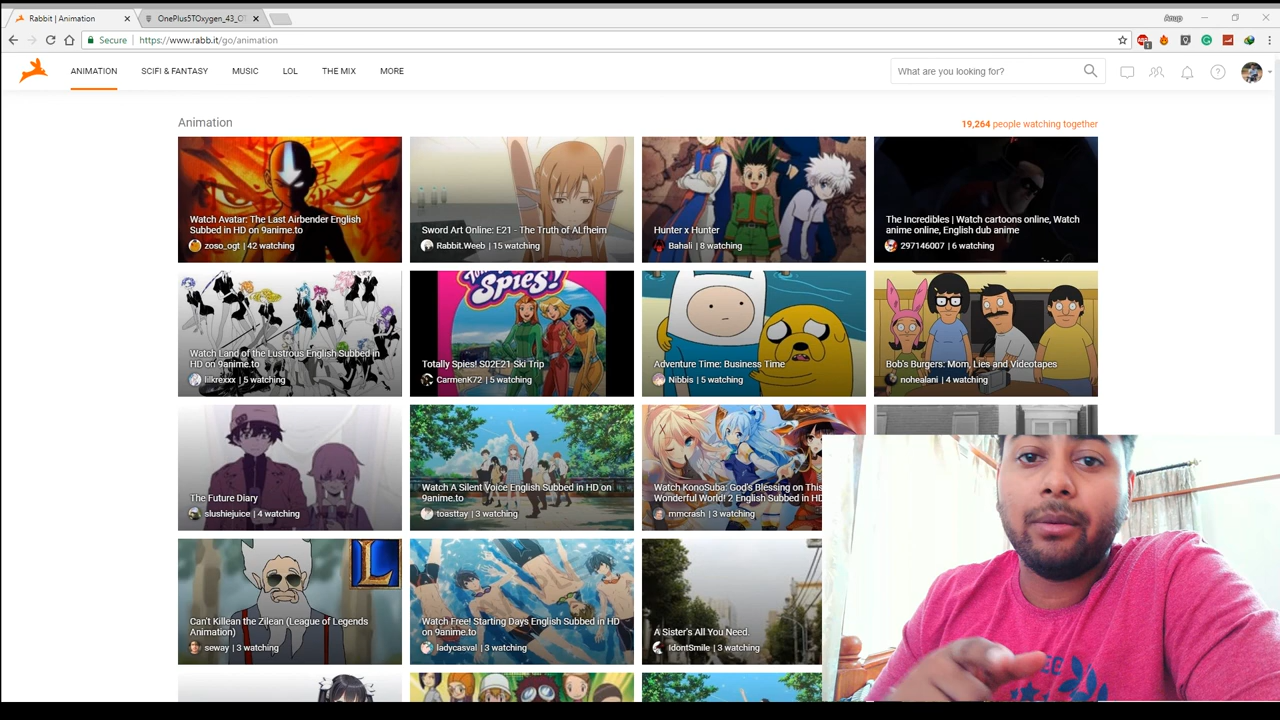 Rabbit | Animation
OnePlus5TOxygen_43_OT
Anup
Secure
https://www.rabb.it/go/animation
ANIMATION
SCIFI & FANTASY
MUSIC
LOL
THE MIX
MORE
What are you looking for?
Animation
19,264 people watching together
Watch Avatar: The Last Airbender English
Subbed in HD on 9anime.to
zoso_ogt | 42 watching
Sword Art Online: E21 - The Truth of ALfheim
Rabbit.Weeb | 15 watching
Hunter x Hunter
Bahali | 8 watching
The Incredibles | Watch cartoons online, Watch
anime online, English dub anime
297146007 | 6 watching
Watch Land of the Lustrous English Subbed in
HD on 9anime.to
lilkrexxx | 5 watching
Spies!
Totally Spies! S02E21 Ski Trip
CarmenK72 | 5 watching
Adventure Time: Business Time
Nibbis | 5 watching
Bob's Burgers: Mom, Lies and Videotapes
nohealani | 4 watching
The Future Diary
slushiejuice | 4 watching
Watch A Silent Voice English Subbed in HD on
9anime.to
toasttay | 3 watching
Watch KonoSuba: God's Blessing on This
Wonderful World! 2 English Subbed in HD
mmcrash | 3 watching
L
Can't Killean the Zilean (League of Legends
Animation)
seway | 3 watching
Watch Free! Starting Days English Subbed in HD
on 9anime.to
ladycasval | 3 watching
A Sister's All You Need.
IdontSmile | 3 watching